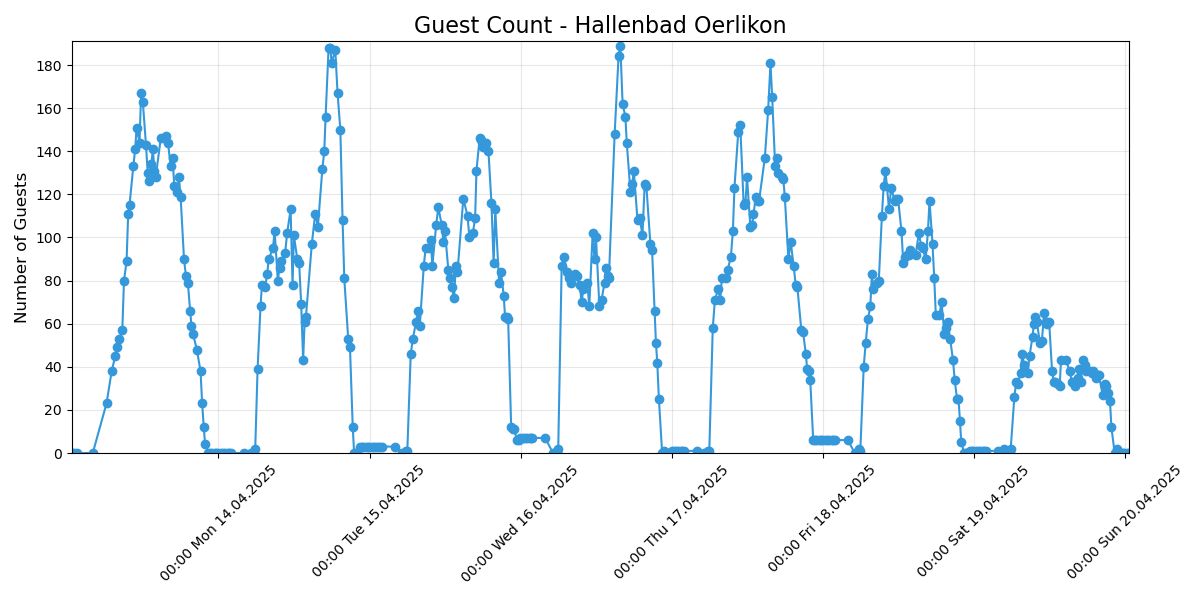 Guest Count - Hallenbad Oerlikon
Number of Guests
180
160
140
120
100
80
60
40
20
0
00:00 Mon 14.04.2025
00:00 Tue 15.04.2025
00:00 Wed 16.04.2025
00:00 Thu 17.04.2025
00:00 Fri 18.04.2025
00:00 Sat 19.04.2025
00:00 Sun 20.04.2025